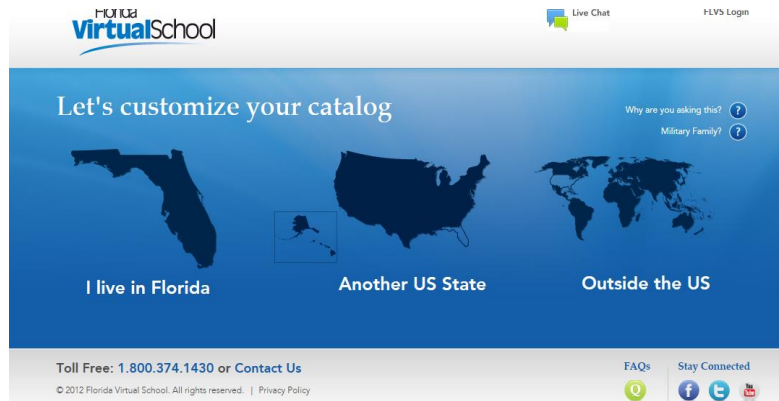 Florida
VirtualSchool
Live Chat
FLVS Login
Let's customize your catalog
Why are you asking this? ?
Military Family? ?
I live in Florida
Another US State
Outside the US
Toll Free: 1.800.374.1430 or Contact Us
© 2012 Florida Virtual School. All rights reserved. | Privacy Policy
FAQs
Stay Connected
Q
f
t
You
Tube